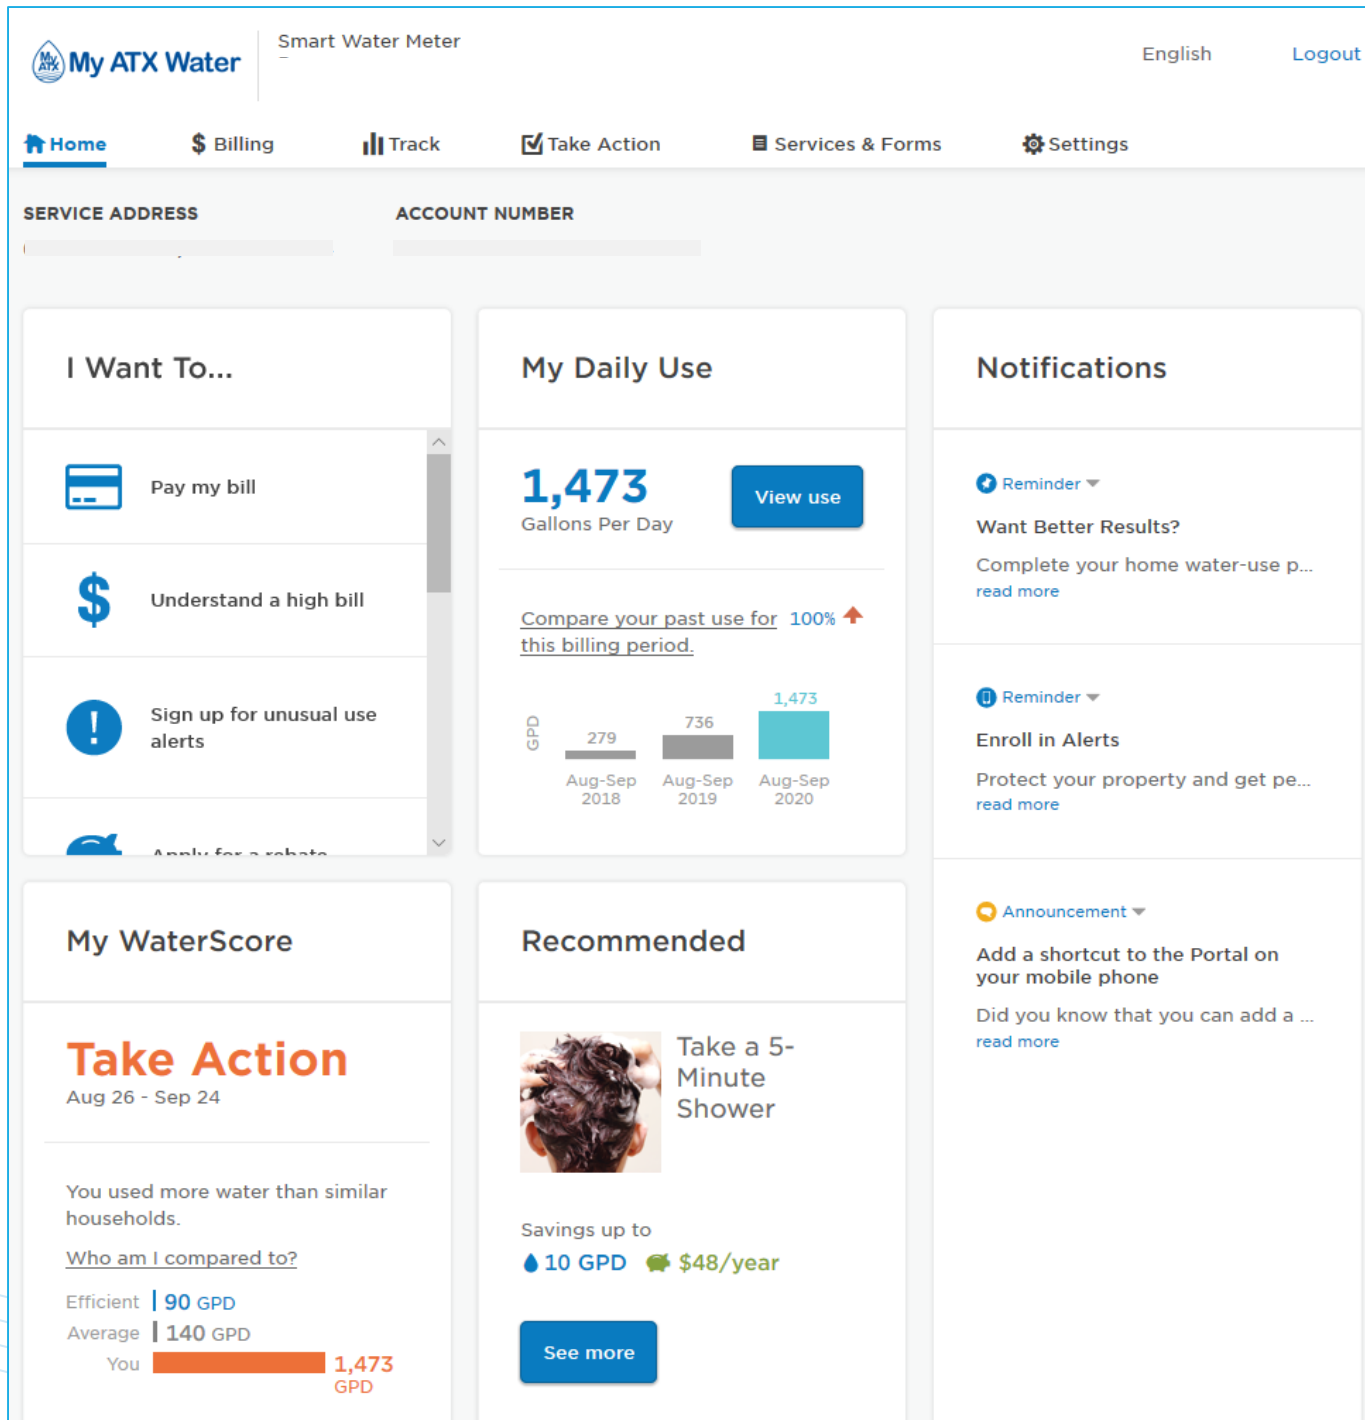 My ATX
My ATX Water
Smart Water Meter
English
Logout
Home
Billing
Track
Take Action
Services & Forms
Settings
SERVICE ADDRESS
ACCOUNT NUMBER
I Want To...
Pay my bill
Understand a high bill
Sign up for unusual use
alerts
Apply for a rebate
My Daily Use
1,473
Gallons Per Day
View use
Compare your past use for
this billing period.
100%
GPD
279
736
1,473
Aug-Sep
2018
Aug-Sep
2019
Aug-Sep
2020
Notifications
Reminder
Want Better Results?
Complete your home water-use p...
read more
Reminder
Enroll in Alerts
Protect your property and get pe...
read more
Announcement
Add a shortcut to the Portal on
your mobile phone
Did you know that you can add a ...
read more
My WaterScore
Take Action
Aug 26 - Sep 24
You used more water than similar
households.
Who am I compared to?
Efficient 90 GPD
Average 140 GPD
You 1,473
GPD
Recommended
Take a 5-
Minute
Shower
Savings up to
10 GPD $48/year
See more